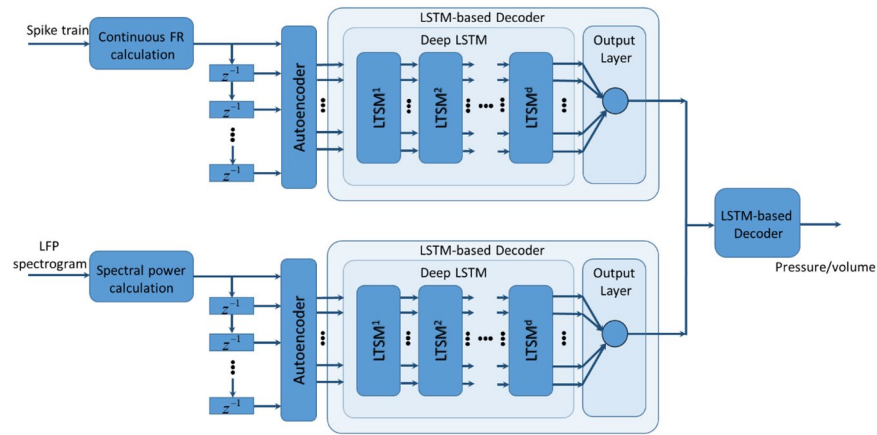 LSTM-based Decoder
Spike train
Continuous FR
calculation
Deep LSTM
Output
Layer
z⁻¹
z⁻¹
z⁻¹
Autoencoder
LTSM¹
LTSM²
LTSMᵈ
LSTM-based
Decoder
Pressure/volume
LSTM-based Decoder
LFP
spectrogram
Spectral power
calculation
Deep LSTM
Output
Layer
z⁻¹
z⁻¹
z⁻¹
Autoencoder
LTSM¹
LTSM²
LTSMᵈ